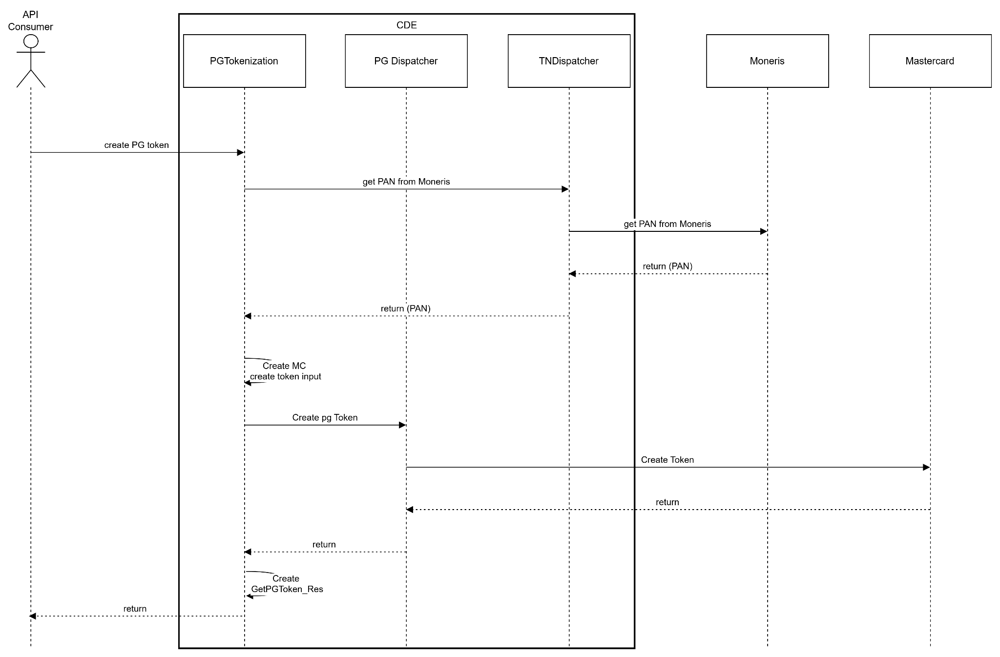 API
Consumer
CDE
PGTokenization
PG Dispatcher
TNDispatcher
Moneris
Mastercard
create PG token
get PAN from Moneris
get PAN from Moneris
return (PAN)
return (PAN)
Create MC
create token input
Create pg Token
Create Token
return
return
Create
GetPGToken_Res
return